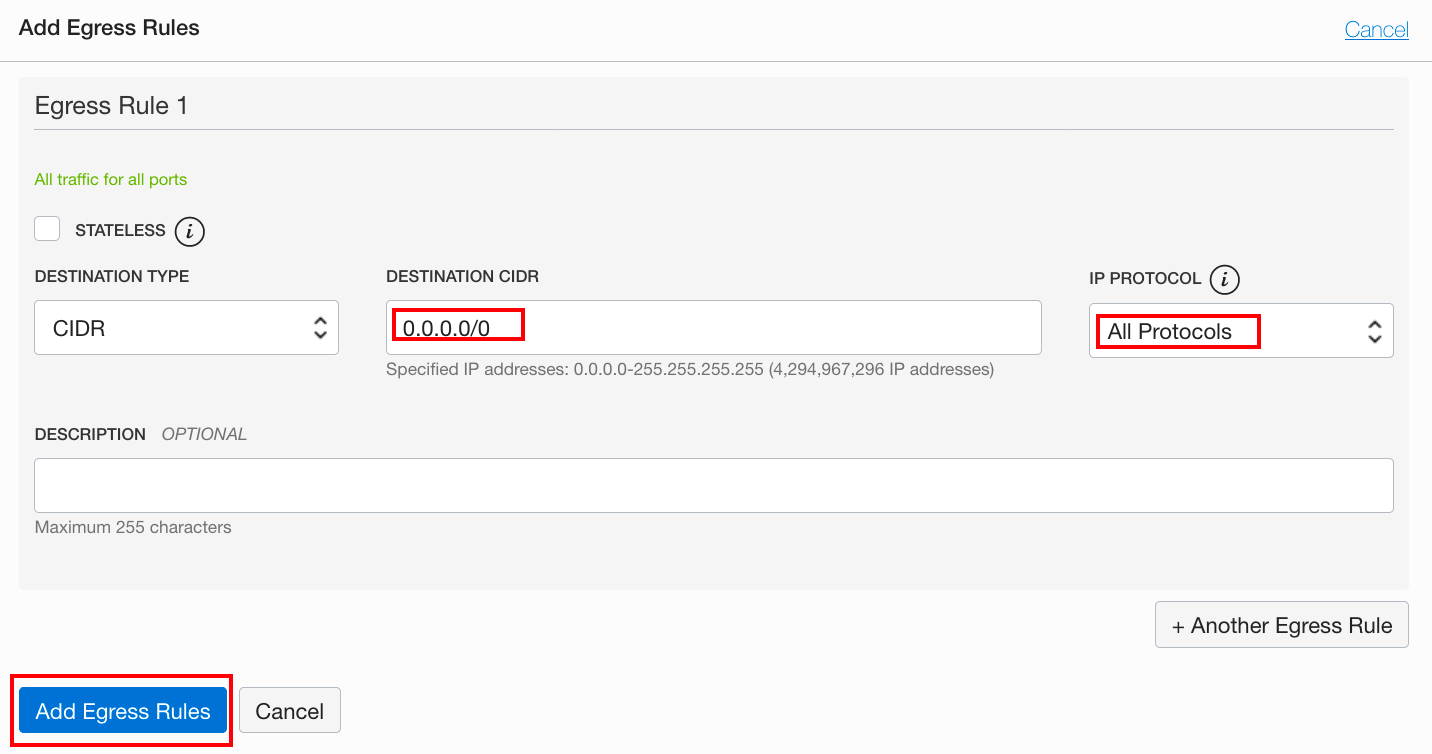 Add Egress Rules
Cancel
Egress Rule 1
All traffic for all ports
STATELESS i
DESTINATION TYPE
CIDR
DESTINATION CIDR
0.0.0.0/0
Specified IP addresses: 0.0.0.0-255.255.255.255 (4,294,967,296 IP addresses)
IP PROTOCOL i
All Protocols
DESCRIPTION OPTIONAL
Maximum 255 characters
+ Another Egress Rule
Add Egress Rules
Cancel